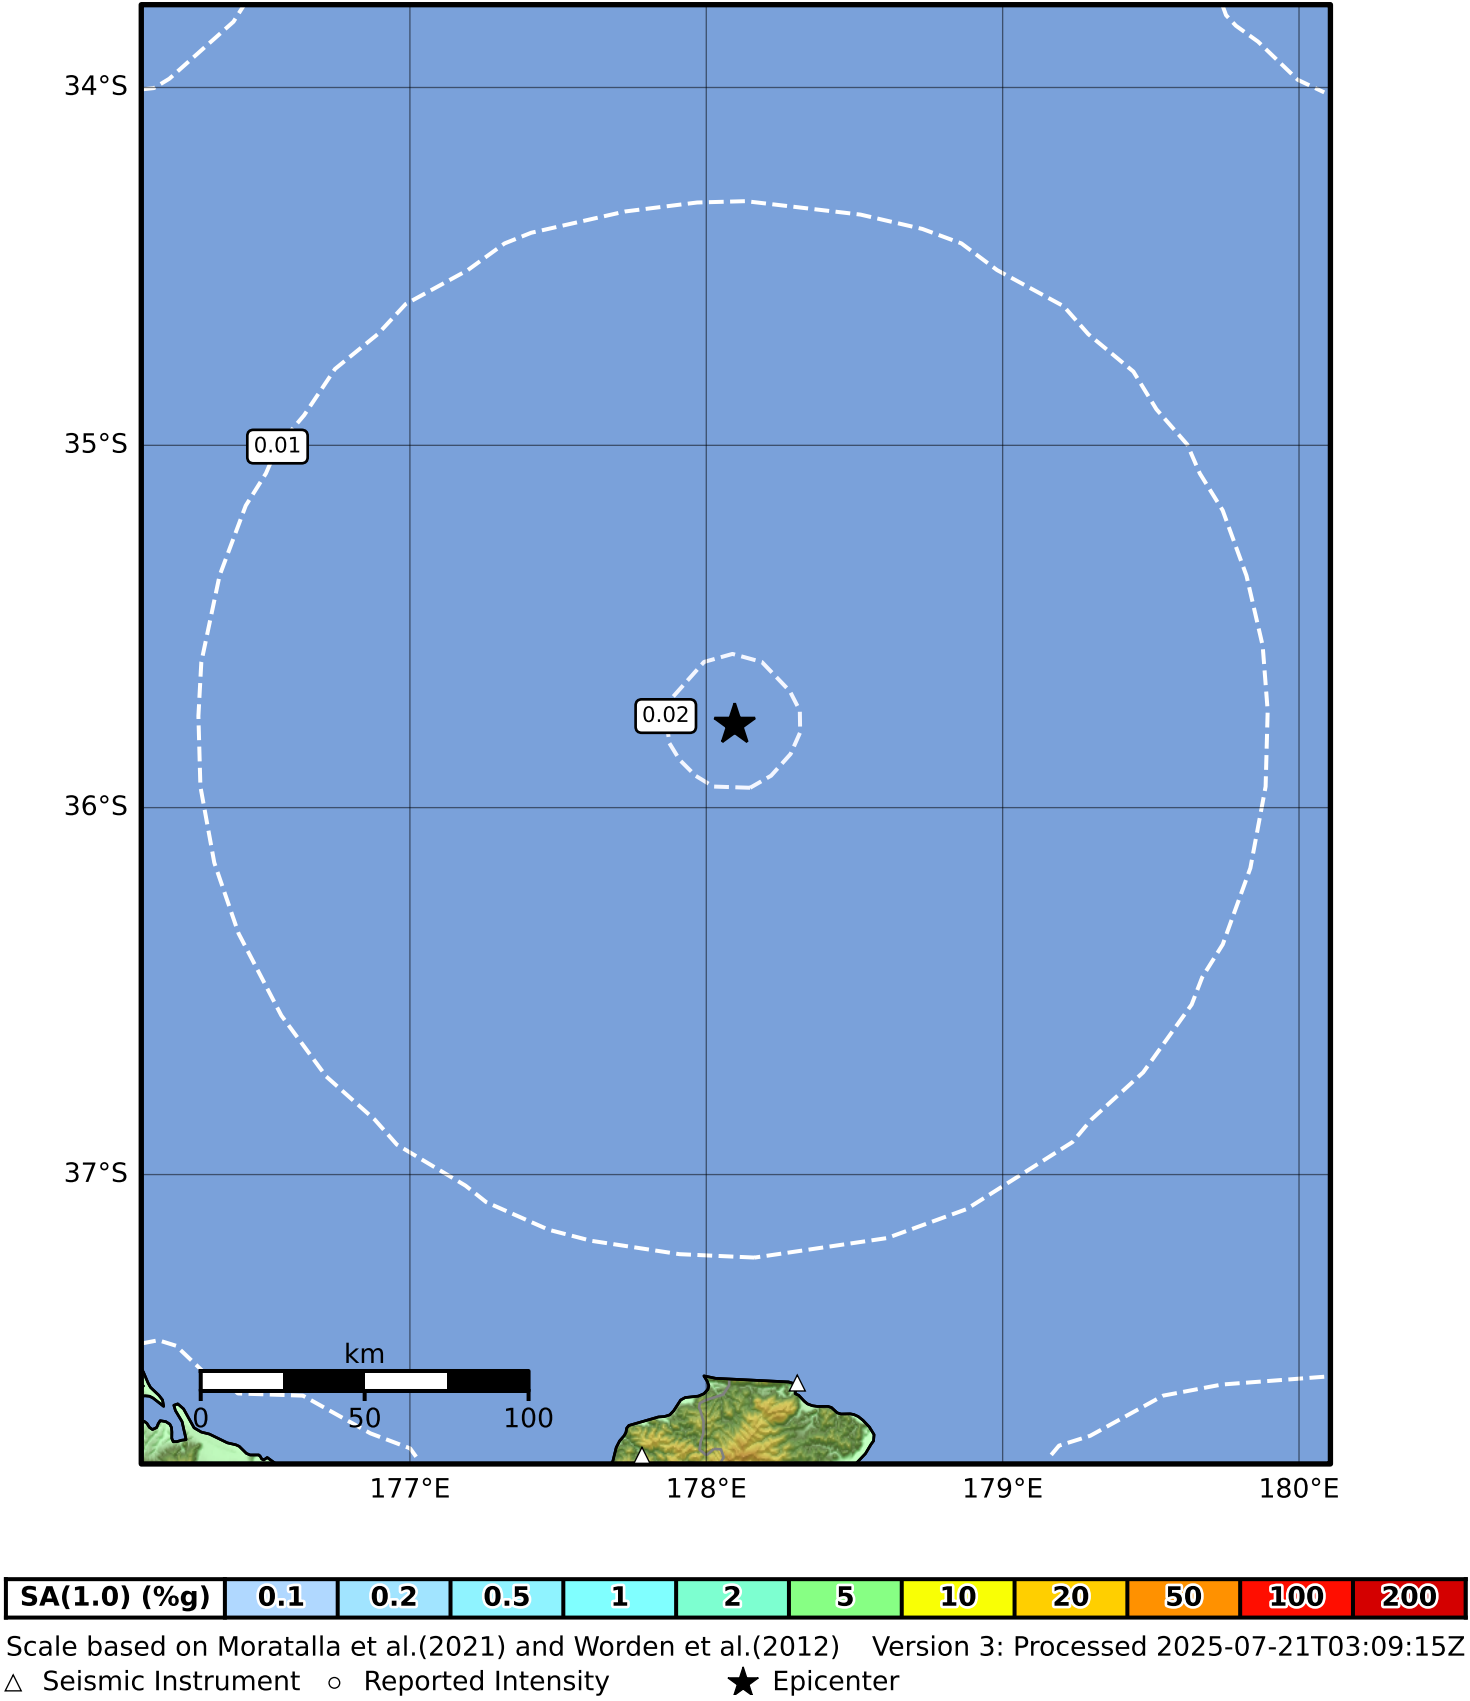 34°S
35°S
0.01
0.02
36°S
37°S
km
0 50 100
177°E 178°E 179°E 180°E
SA(1.0) (%g) 0.1 0.2 0.5 1 2 5 10 20 50 100 200
Scale based on Moratalla et al.(2021) and Worden et al.(2012) Version 3: Processed 2025-07-21T03:09:15Z
Seismic Instrument Reported Intensity Epicenter